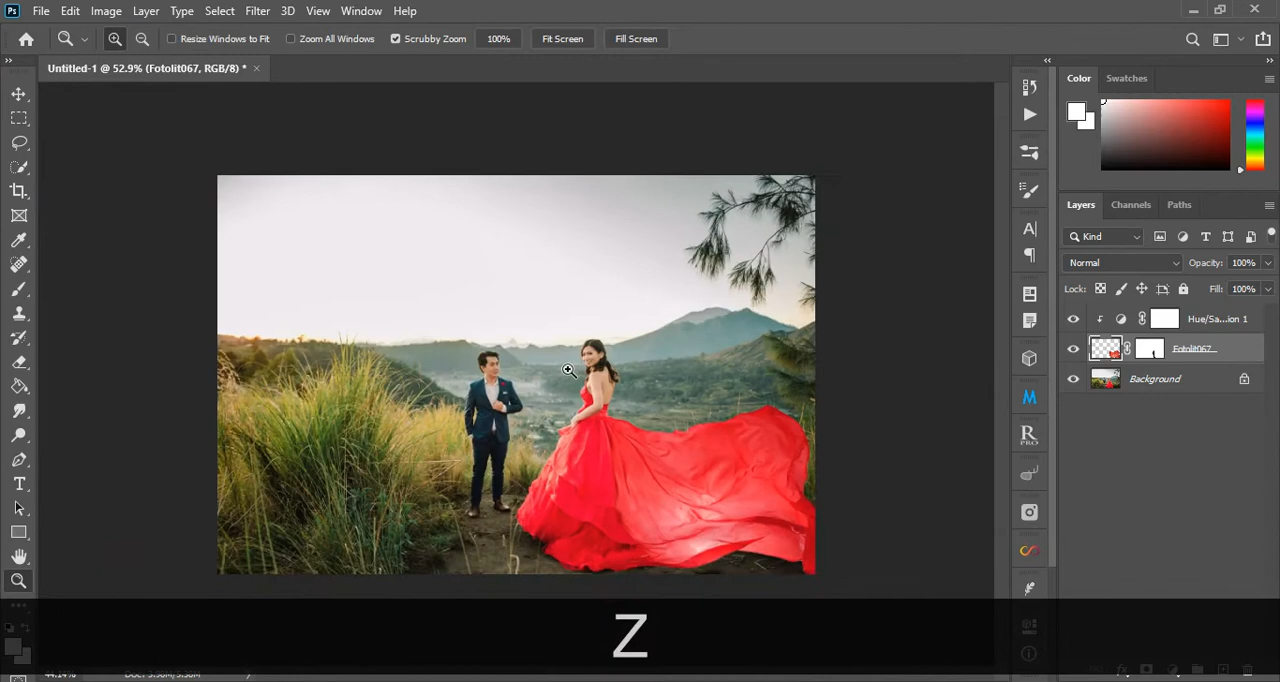 Ps File Edit Image Layer Type Select Filter 3D View Window Help
Resize Windows to Fit Zoom All Windows Scrubby Zoom 100% Fit Screen Fill Screen
Untitled-1 @ 52.9% (Fotolit067, RGB/8) * ×
Color Swatches
Layers Channels Paths
Kind
Normal Opacity: 100%
Lock: Fill: 100%
Hue/Sa...ion 1
Fotolit067
Background
Z